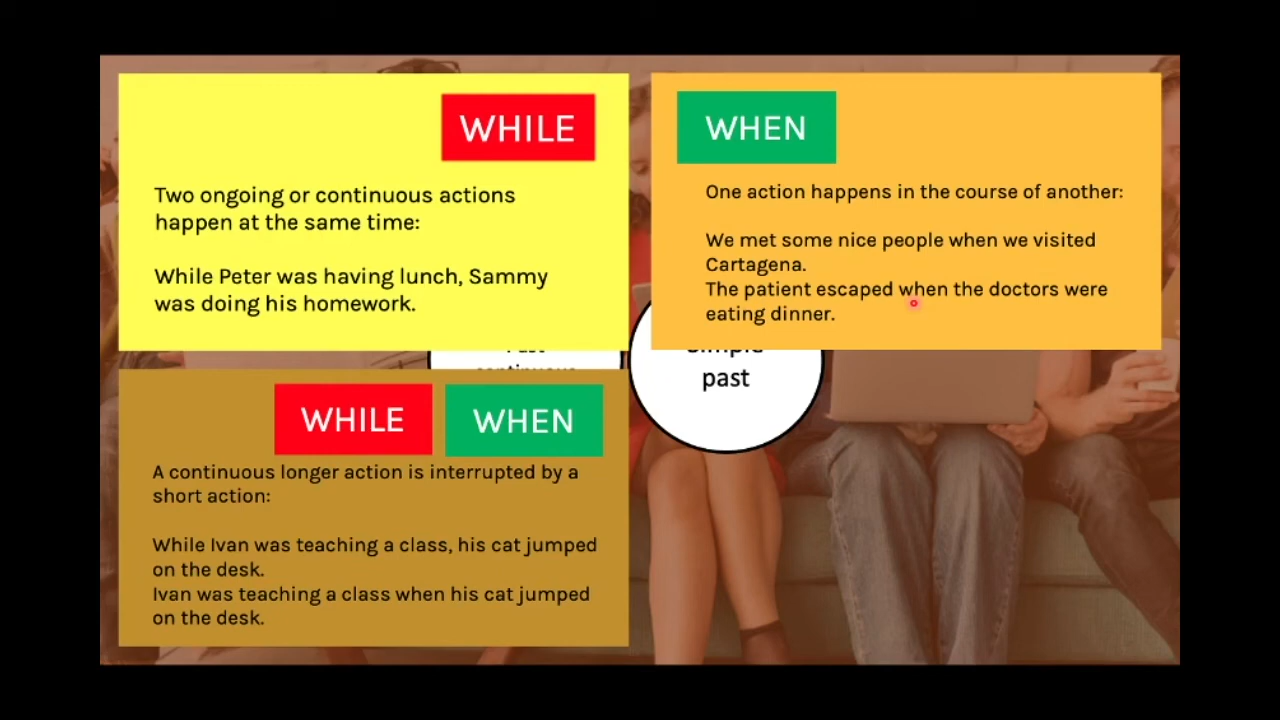 WHILE
Two ongoing or continuous actions
happen at the same time:
While Peter was having lunch, Sammy
was doing his homework.
WHEN
One action happens in the course of another:
We met some nice people when we visited
Cartagena.
The patient escaped when the doctors were
eating dinner.
Simple
past
WHILE WHEN
A continuous longer action is interrupted by a
short action:
While Ivan was teaching a class, his cat jumped
on the desk.
Ivan was teaching a class when his cat jumped
on the desk.